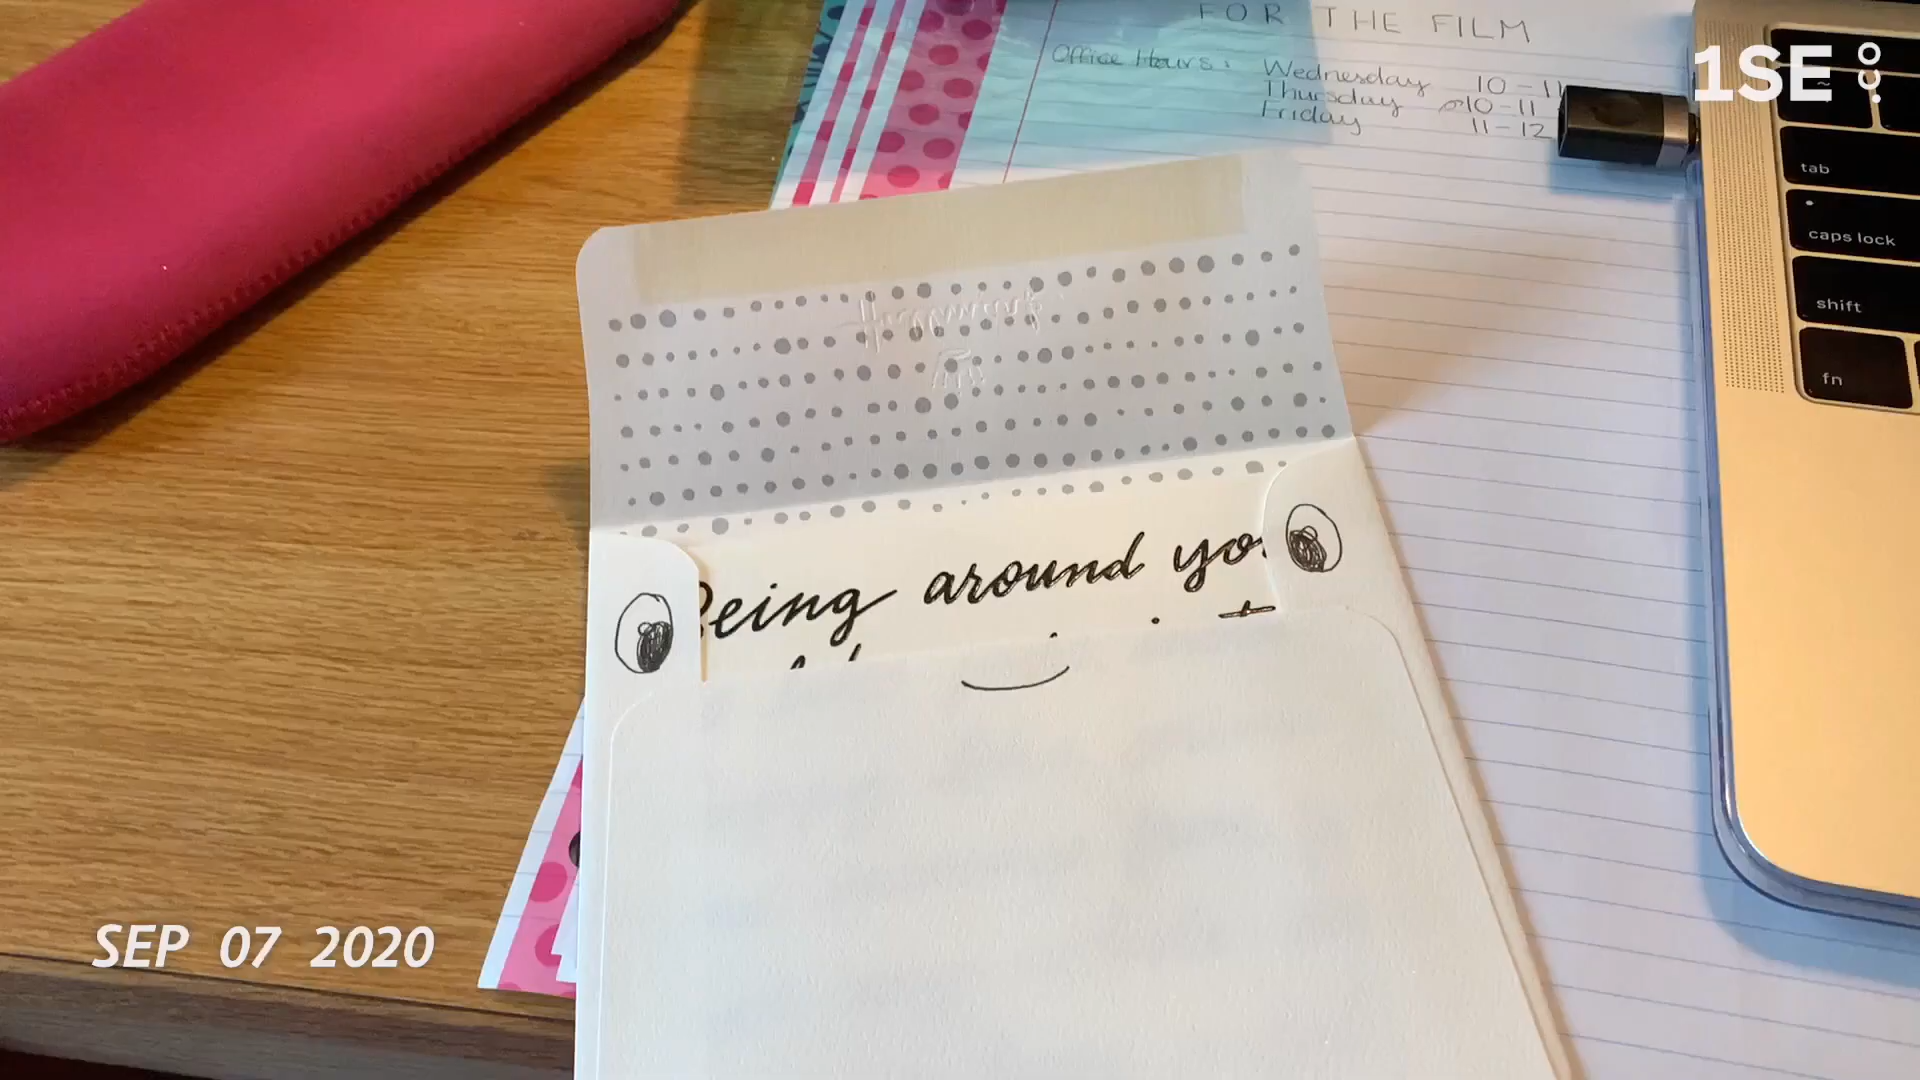 FOR THE FILM
Office Hours: Wednesday 10-11
Thursday 10-11
Friday 11-12
1SE
tab
caps lock
shift
fn
Hallmark
Being around
SEP 07 2020